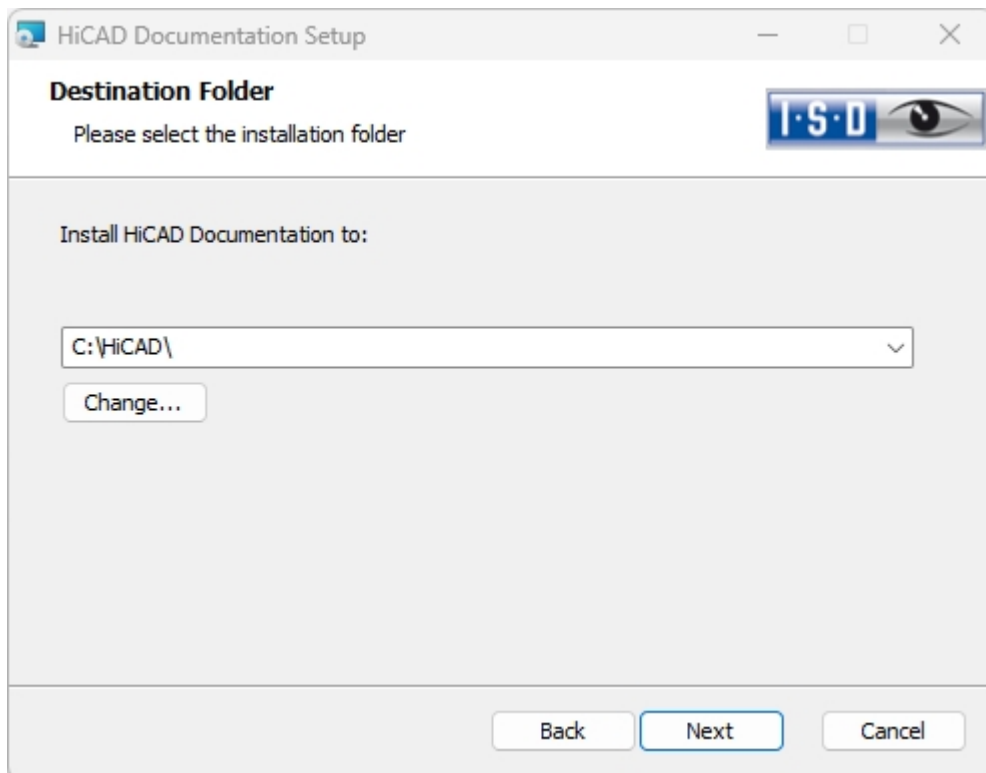 HiCAD Documentation Setup
Destination Folder
Please select the installation folder
I·S·D
Install HiCAD Documentation to:
C:\HiCAD\
Change...
Back
Next
Cancel